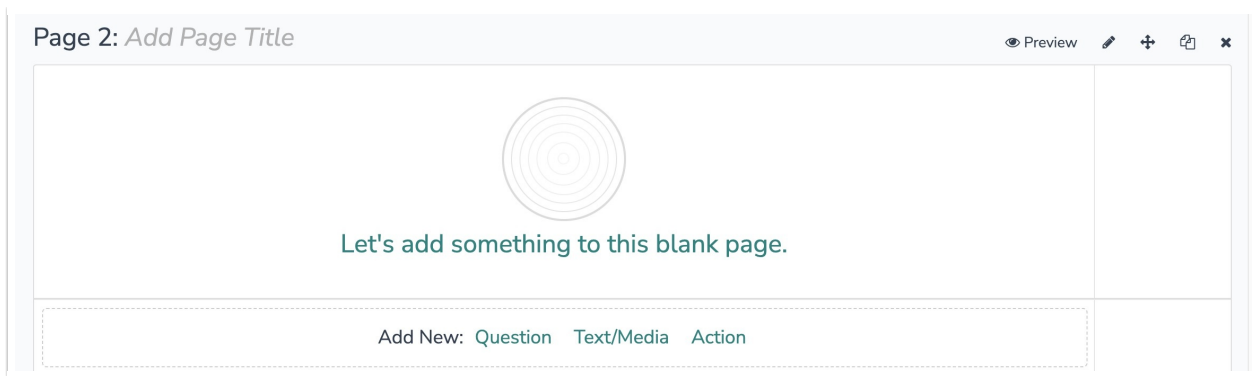 Page 2: Add Page Title
Preview
Let's add something to this blank page.
Add New: Question Text/Media Action